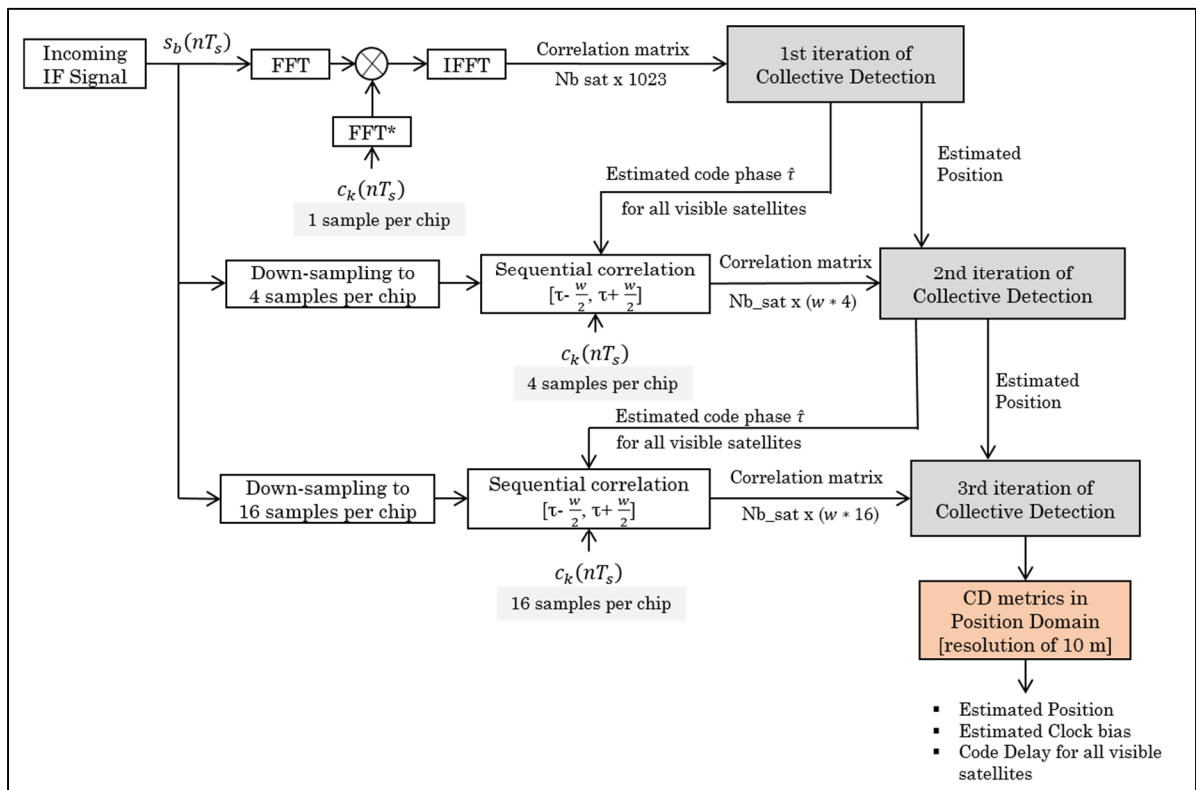 Incoming
IF Signal
s_b(nT_s)
FFT
IFFT
Correlation matrix
Nb sat x 1023
1st iteration of
Collective Detection
FFT*
c_k(nT_s)
1 sample per chip
Estimated code phase τ̂
for all visible satellites
Estimated
Position
Down-sampling to
4 samples per chip
Sequential correlation
[τ- w/2, τ+ w/2]
Correlation matrix
Nb_sat x (w * 4)
2nd iteration of
Collective Detection
c_k(nT_s)
4 samples per chip
Estimated code phase τ̂
for all visible satellites
Estimated
Position
Down-sampling to
16 samples per chip
Sequential correlation
[τ- w/2, τ+ w/2]
Correlation matrix
Nb_sat x (w * 16)
3rd iteration of
Collective Detection
c_k(nT_s)
16 samples per chip
CD metrics in
Position Domain
[resolution of 10 m]
▪ Estimated Position
▪ Estimated Clock bias
▪ Code Delay for all visible
satellites